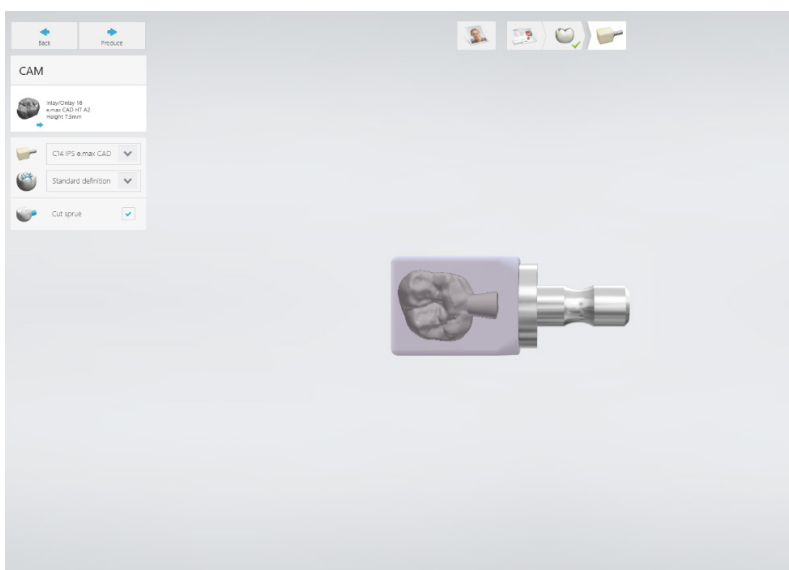 Back
Produce
CAM
Inlay/Onlay 16
e.max CAD HT A2
Height 7.5mm
C14 IPS e.max CAD
Standard definition
Cut sprue